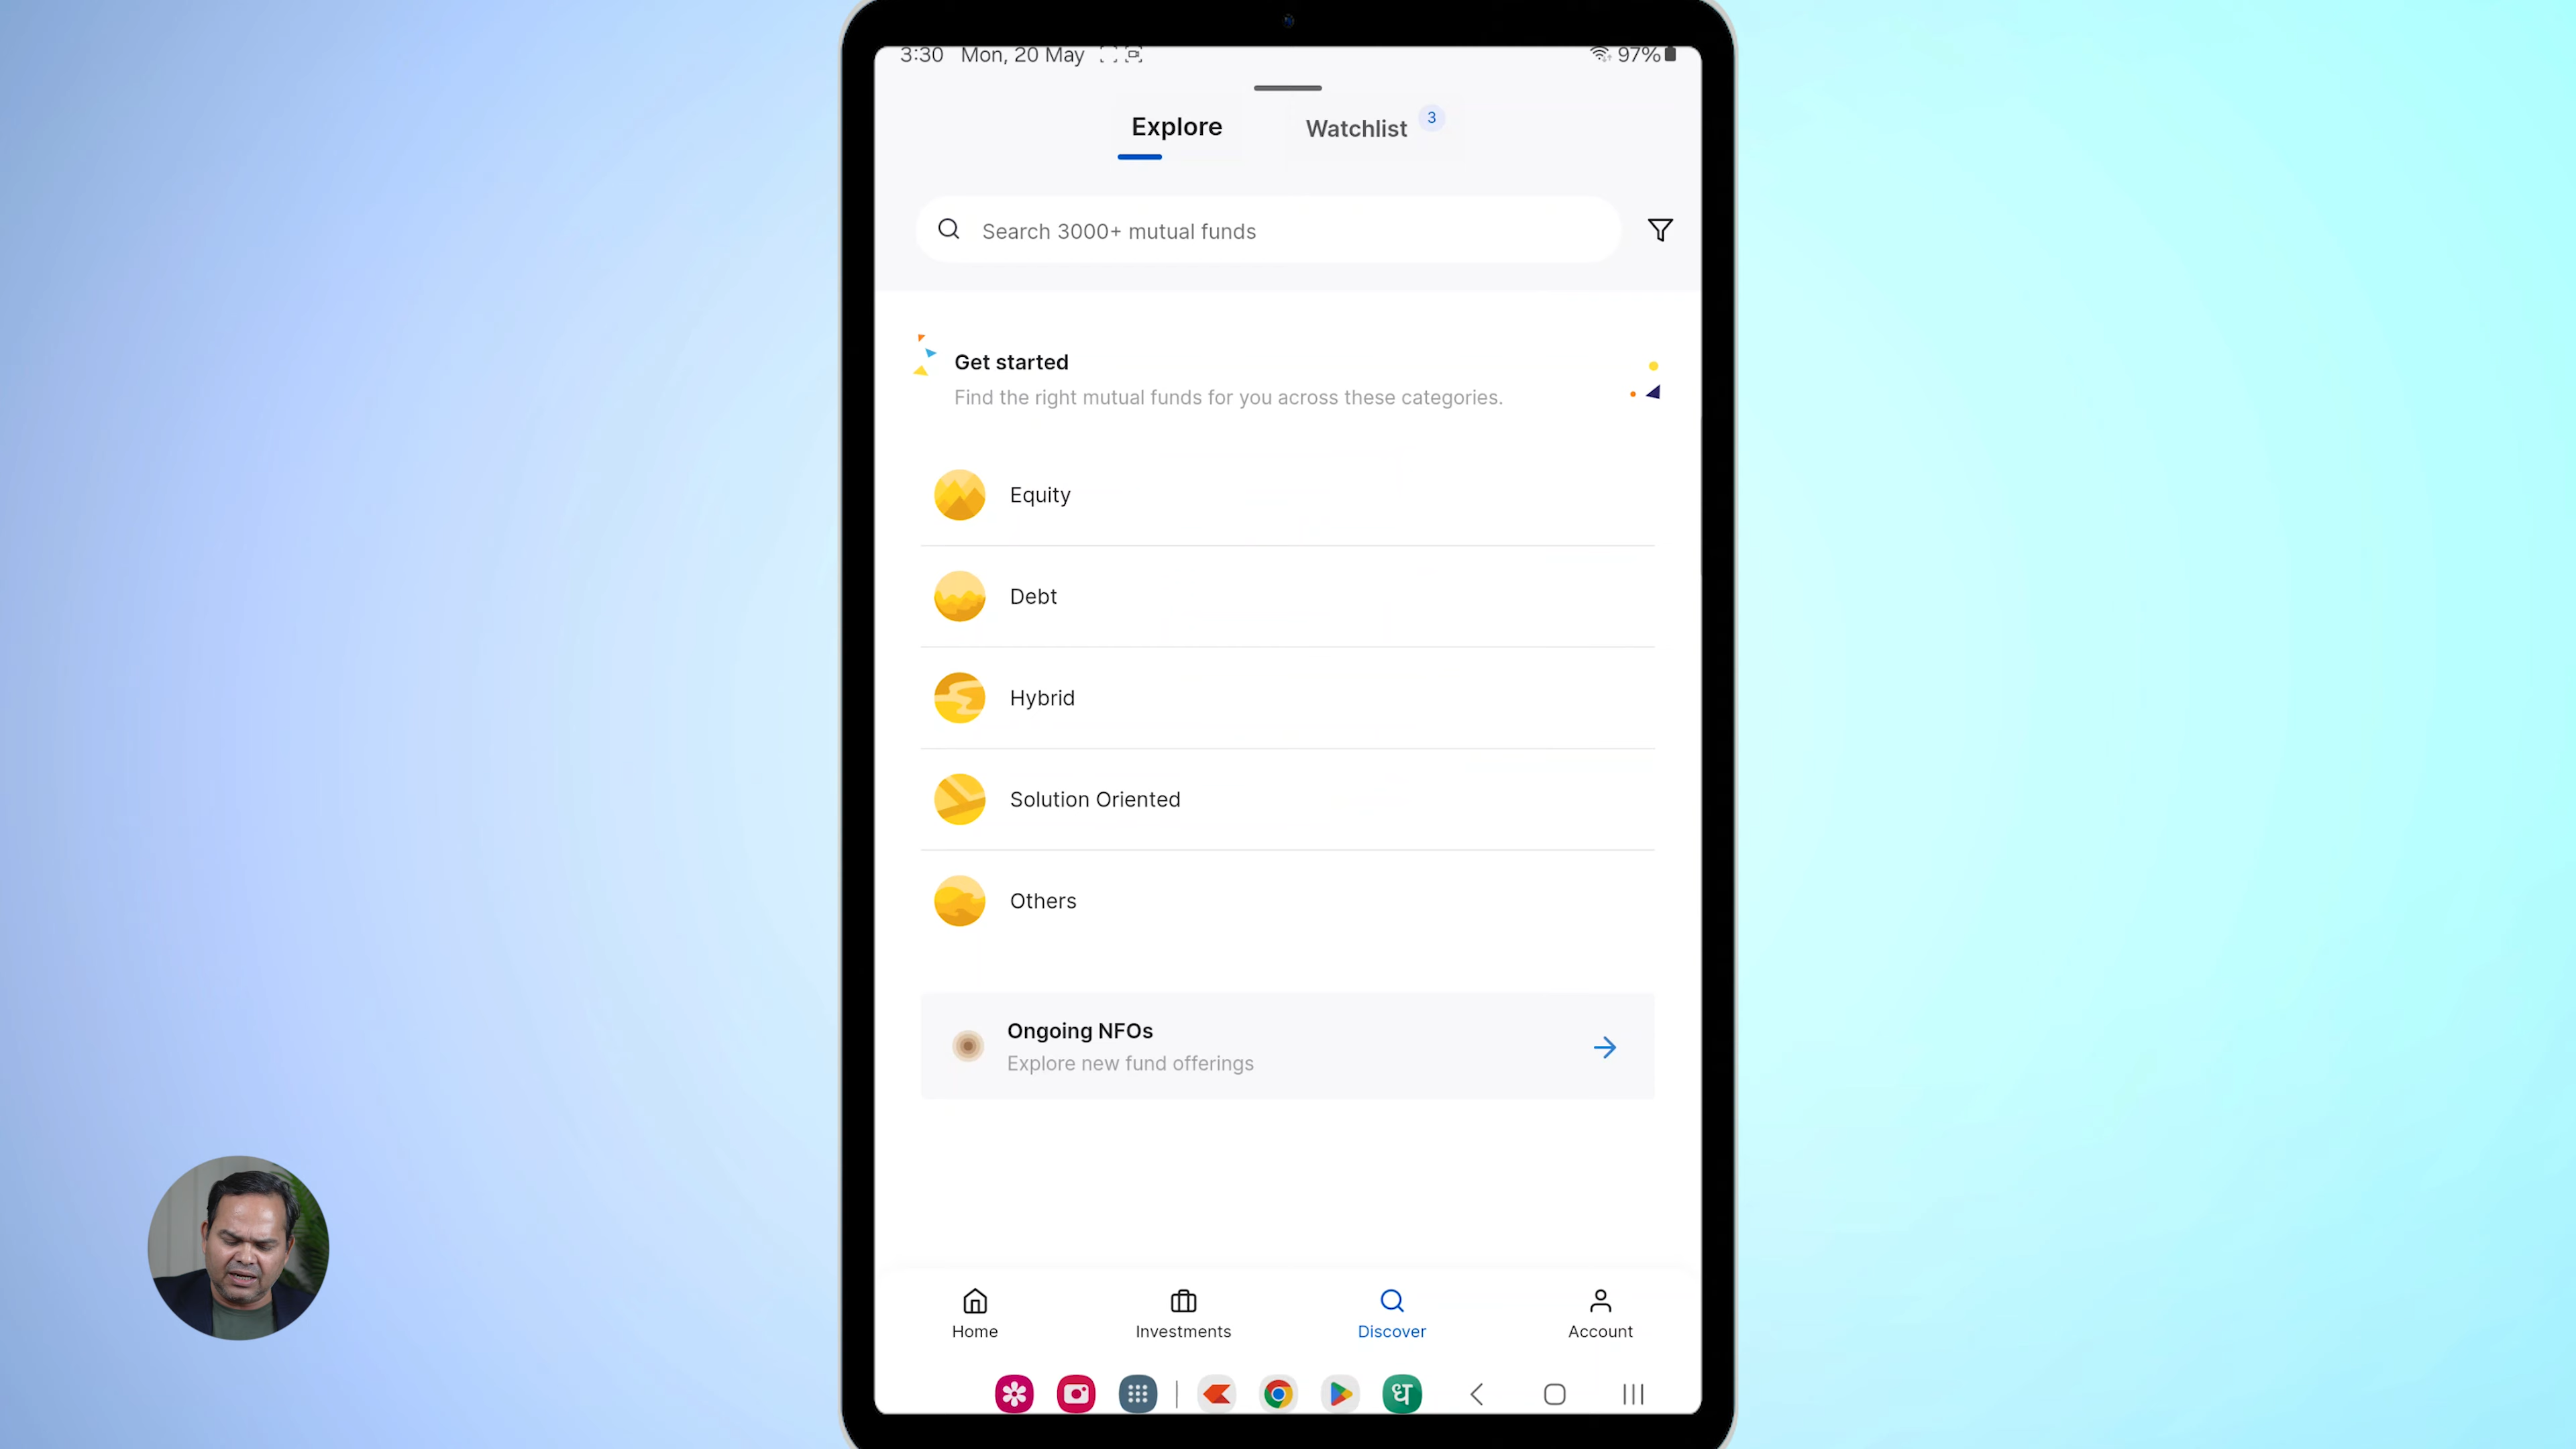 3:30 Mon, 20 May 97%
Explore Watchlist 3
Search 3000+ mutual funds
Get started
Find the right mutual funds for you across these categories.
Equity
Debt
Hybrid
Solution Oriented
Others
Ongoing NFOs
Explore new fund offerings
Home Investments Discover Account
ध